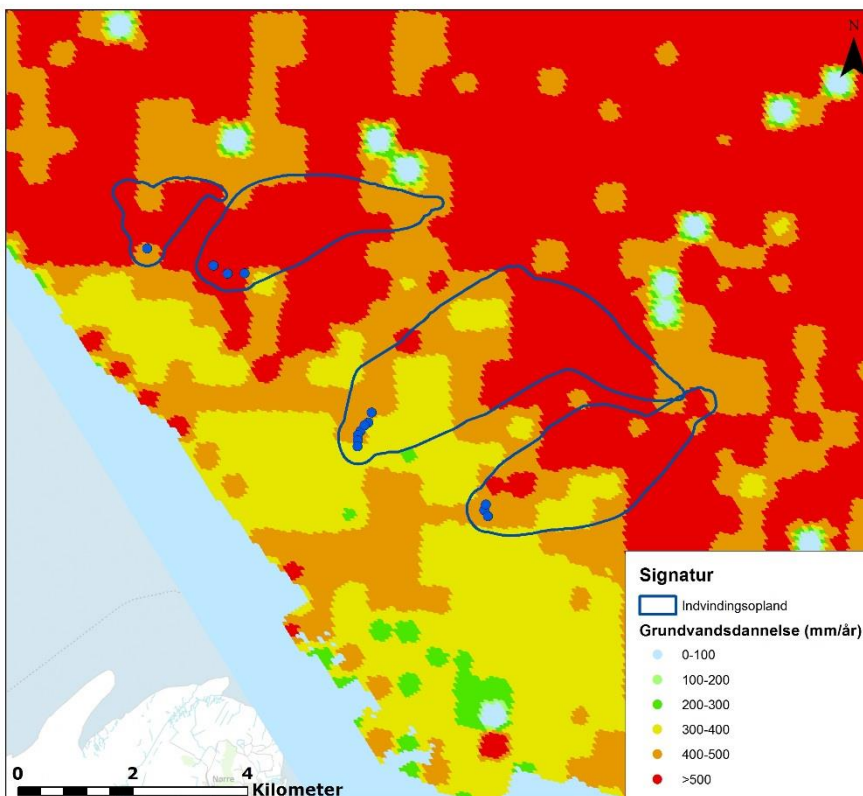 N
Signatur
Indvindingsopland
Grundvandsdannelse (mm/år)
0-100
100-200
200-300
300-400
400-500
>500
Nørre
0 2 4
Kilometer